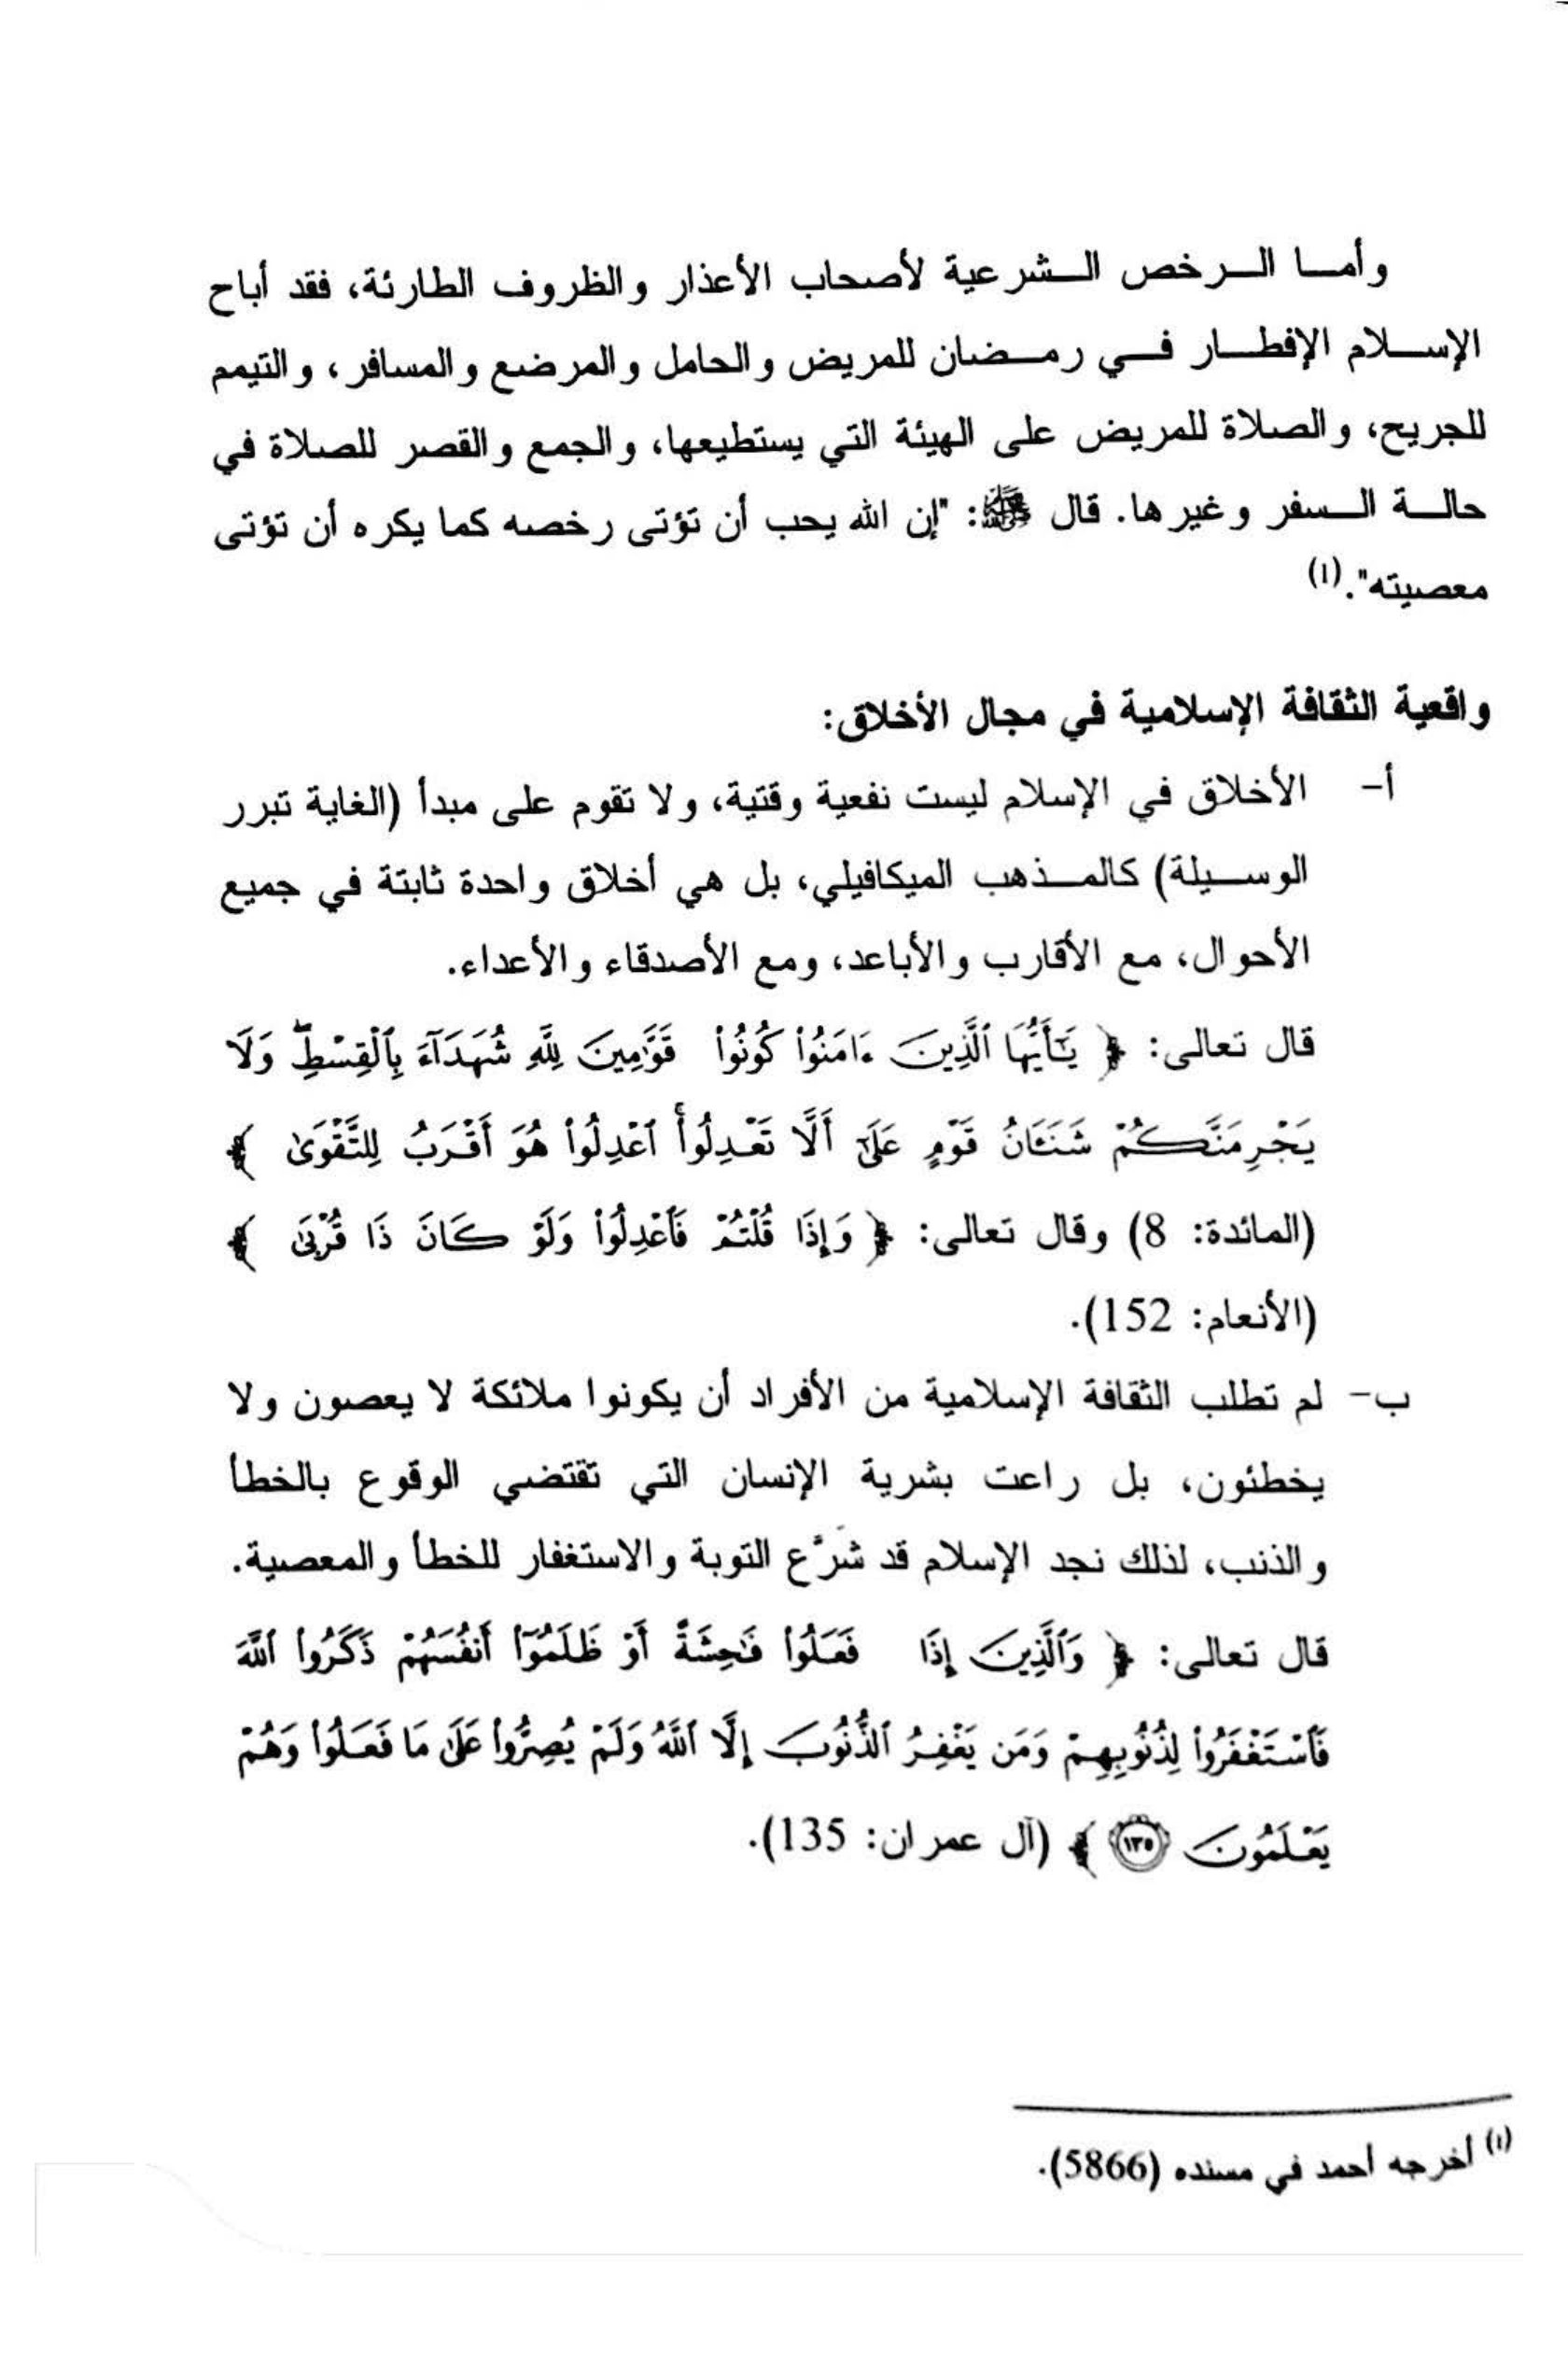 وأما الرخص الشرعية لأصحاب الأعذار والظروف الطارئة، فقد أباح
الإسلام الإفطار في رمضان للمريض والحامل والمرضع والمسافر، والتيمم
للجريح، والصلاة للمريض على الهيئة التي يستطيعها، والجمع والقصر للصلاة في
حالة السفر وغيرها. قال ﷺ: "إن الله يحب أن تؤتى رخصه كما يكره أن تؤتى
معصيته".(١)
واقعية الثقافة الإسلامية في مجال الأخلاق:
أ- الأخلاق في الإسلام ليست نفعية وقتية، ولا تقوم على مبدأ (الغاية تبرر
الوسيلة) كالمذهب الميكافيلي، بل هي أخلاق واحدة ثابتة في جميع
الأحوال، مع الأقارب والأباعد، ومع الأصدقاء والأعداء.
قال تعالى: ﴿ يَـٰٓأَيُّهَا ٱلَّذِينَ ءَامَنُوا۟ كُونُوا۟ قَوَّٰمِينَ لِلَّهِ شُهَدَآءَ بِٱلْقِسْطِ ۖ وَلَا
يَجْرِمَنَّكُمْ شَنَـَٔانُ قَوْمٍ عَلَىٰٓ أَلَّا تَعْدِلُوا۟ ۚ ٱعْدِلُوا۟ هُوَ أَقْرَبُ لِلتَّقْوَىٰ ﴾
(المائدة: 8) وقال تعالى: ﴿ وَإِذَا قُلْتُمْ فَٱعْدِلُوا۟ وَلَوْ كَانَ ذَا قُرْبَىٰ ﴾
(الأنعام: 152).
ب- لم تطلب الثقافة الإسلامية من الأفراد أن يكونوا ملائكة لا يعصون ولا
يخطئون، بل راعت بشرية الإنسان التي تقتضي الوقوع بالخطأ
والذنب، لذلك نجد الإسلام قد شرَّع التوبة والاستغفار للخطأ والمعصية.
قال تعالى: ﴿ وَٱلَّذِينَ إِذَا فَعَلُوا۟ فَـٰحِشَةً أَوْ ظَلَمُوٓا۟ أَنفُسَهُمْ ذَكَرُوا۟ ٱللَّهَ
فَٱسْتَغْفَرُوا۟ لِذُنُوبِهِمْ وَمَن يَغْفِرُ ٱلذُّنُوبَ إِلَّا ٱللَّهُ وَلَمْ يُصِرُّوا۟ عَلَىٰ مَا فَعَلُوا۟ وَهُمْ
يَعْلَمُونَ ١٣٥ ﴾ (آل عمران: 135).
(١) أخرجه أحمد في مسنده (5866).